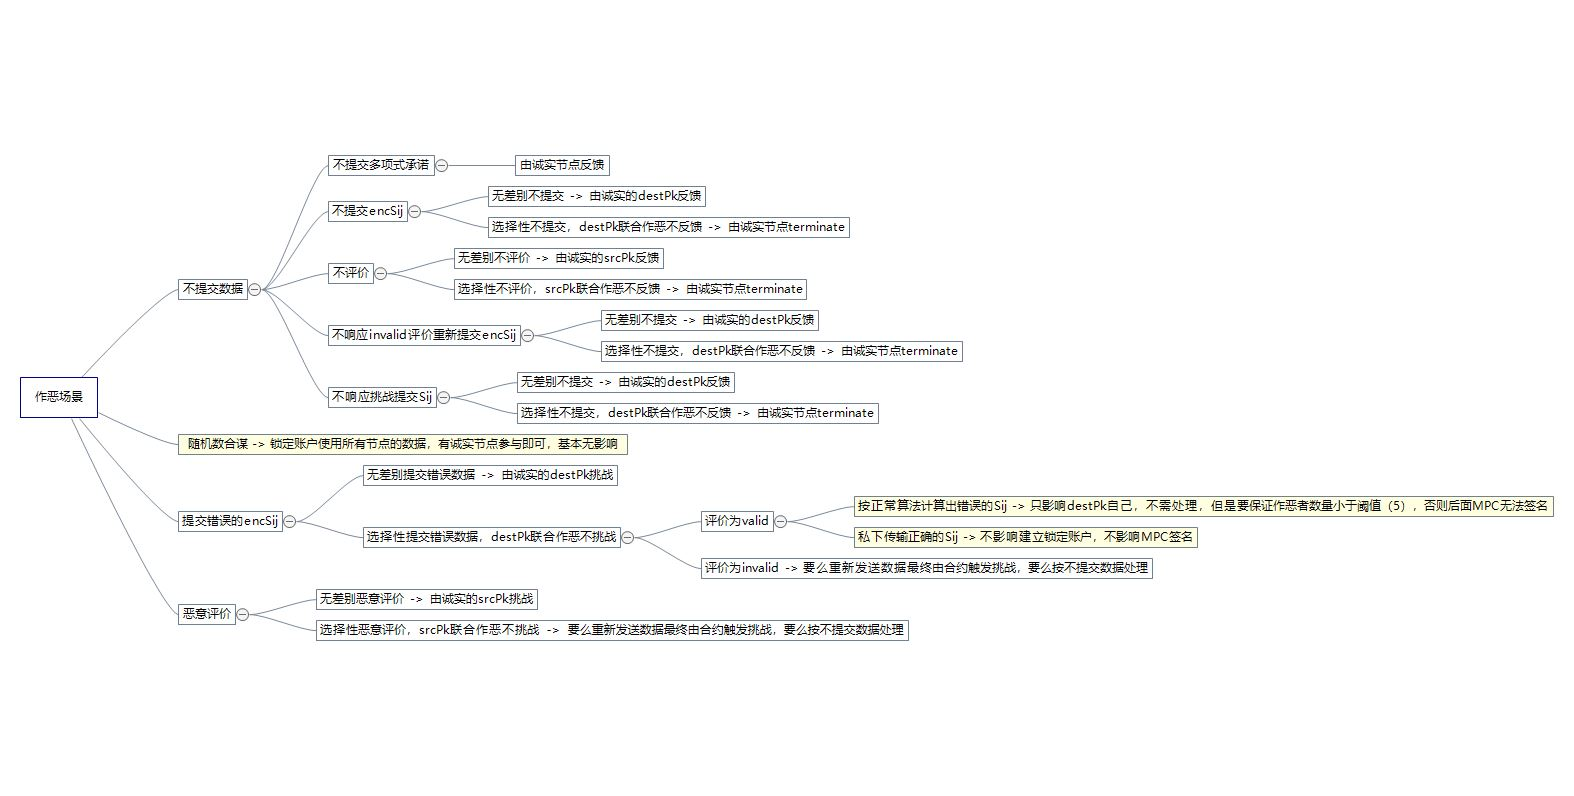 作恶场景
不提交数据
不提交多项式承诺
由诚实节点反馈
不提交encSij
无差别不提交 -> 由诚实的destPk反馈
选择性不提交，destPk联合作恶不反馈 -> 由诚实节点terminate
不评价
无差别不评价 -> 由诚实的srcPk反馈
选择性不评价，srcPk联合作恶不反馈 -> 由诚实节点terminate
不响应invalid评价重新提交encSij
无差别不提交 -> 由诚实的destPk反馈
选择性不提交，destPk联合作恶不反馈 -> 由诚实节点terminate
不响应挑战提交Sij
无差别不提交 -> 由诚实的destPk反馈
选择性不提交，destPk联合作恶不反馈 -> 由诚实节点terminate
随机数合谋 -> 锁定账户使用所有节点的数据，有诚实节点参与即可，基本无影响
提交错误的encSij
无差别提交错误数据 -> 由诚实的destPk挑战
选择性提交错误数据，destPk联合作恶不挑战
评价为valid
按正常算法计算出错误的Sij -> 只影响destPk自己，不需处理，但是要保证作恶者数量小于阈值（5），否则后面MPC无法签名
私下传输正确的Sij -> 不影响建立锁定账户，不影响MPC签名
评价为invalid -> 要么重新发送数据最终由合约触发挑战，要么按不提交数据处理
恶意评价
无差别恶意评价 -> 由诚实的srcPk挑战
选择性恶意评价，srcPk联合作恶不挑战 -> 要么重新发送数据最终由合约触发挑战，要么按不提交数据处理